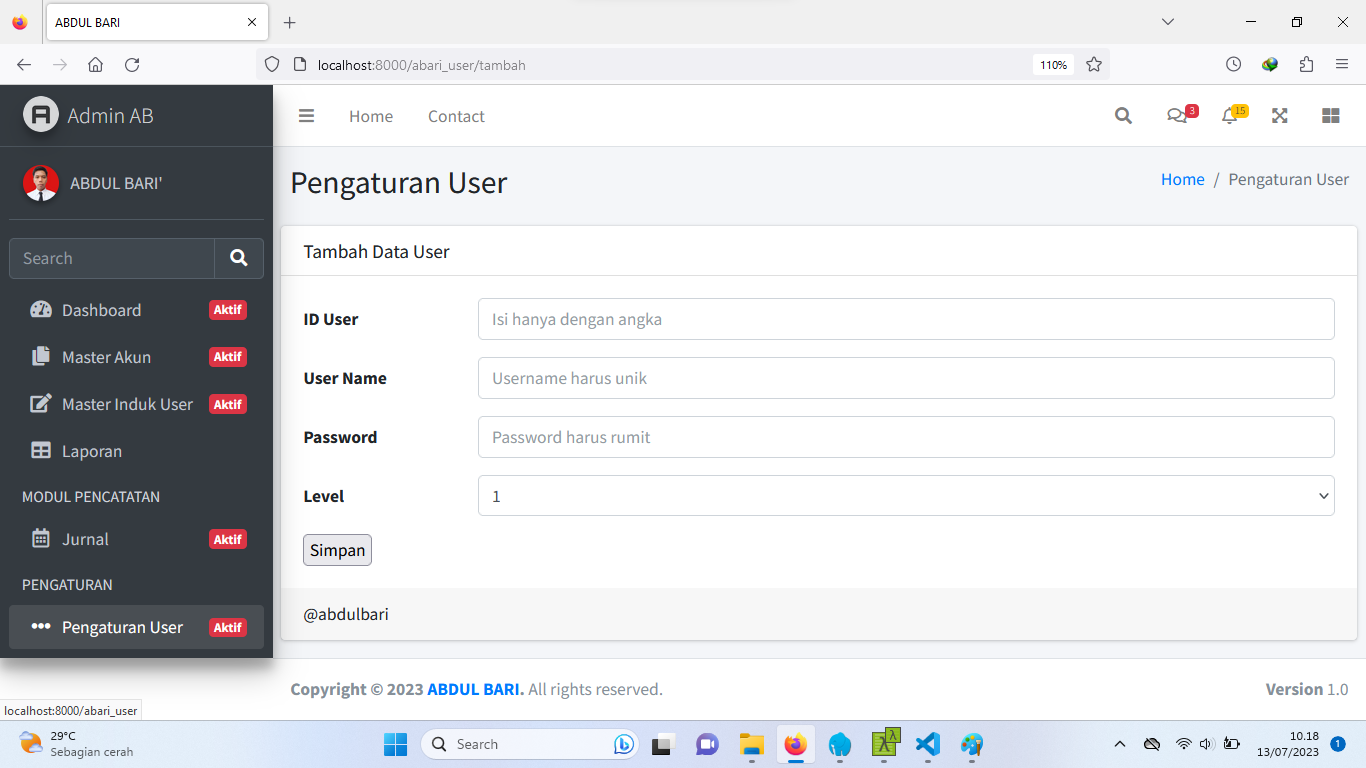 ABDUL BARI
localhost:8000/abari_user/tambah
110%
Admin AB
Home
Contact
3
15
ABDUL BARI'
Pengaturan User
Home / Pengaturan User
Search
Tambah Data User
Dashboard Aktif
ID User
Isi hanya dengan angka
Master Akun Aktif
User Name
Username harus unik
Master Induk User Aktif
Password
Password harus rumit
Laporan
Level
1
MODUL PENCATATAN
Jurnal Aktif
Simpan
PENGATURAN
@abdulbari
Pengaturan User Aktif
Copyright © 2023 ABDUL BARI. All rights reserved.
Version 1.0
localhost:8000/abari_user
29°C
Sebagian cerah
Search
10.18
13/07/2023
1